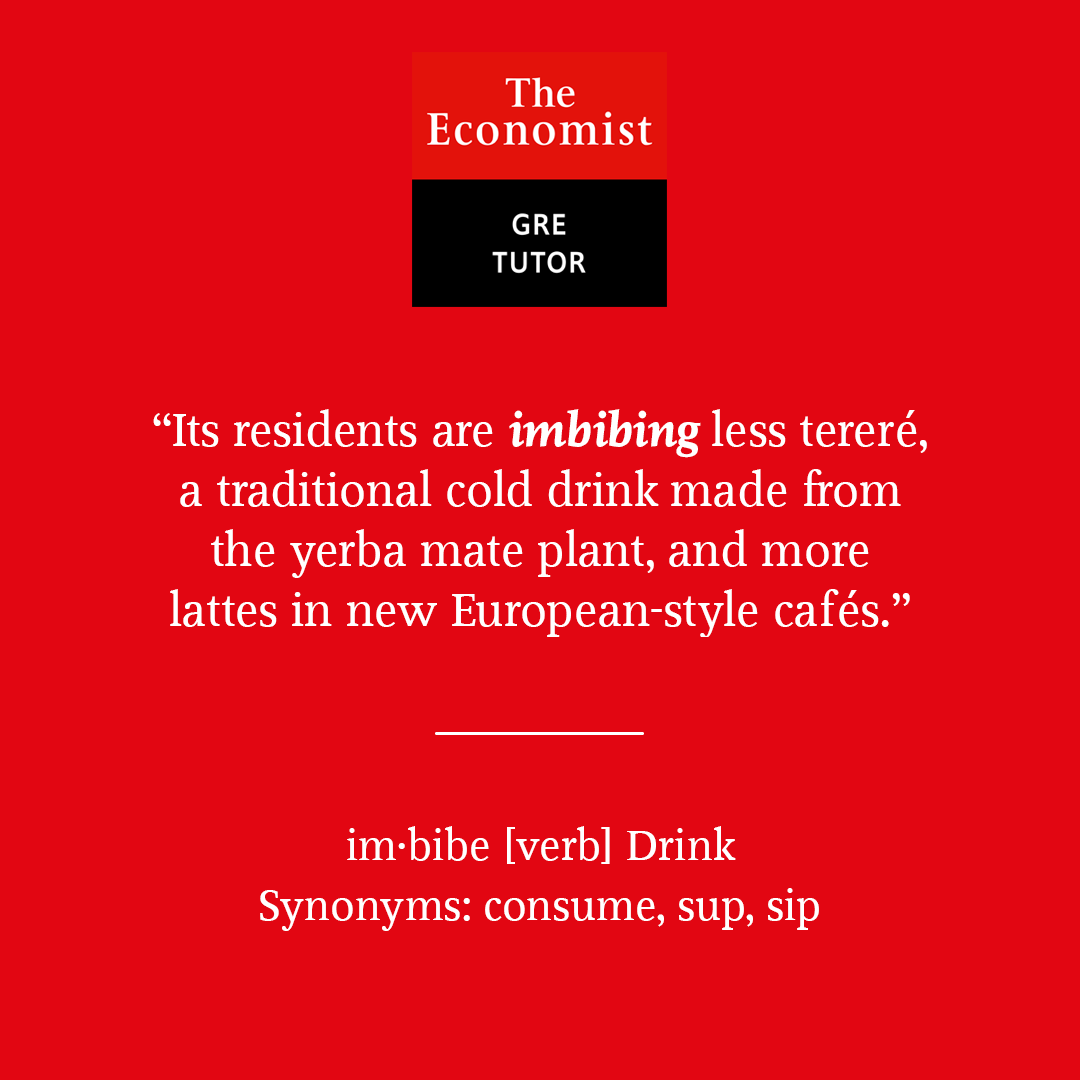 The
Economist
GRE
TUTOR
“Its residents are imbibing less tereré,
a traditional cold drink made from
the yerba mate plant, and more
lattes in new European-style cafés.”
im·bibe [verb] Drink
Synonyms: consume, sup, sip